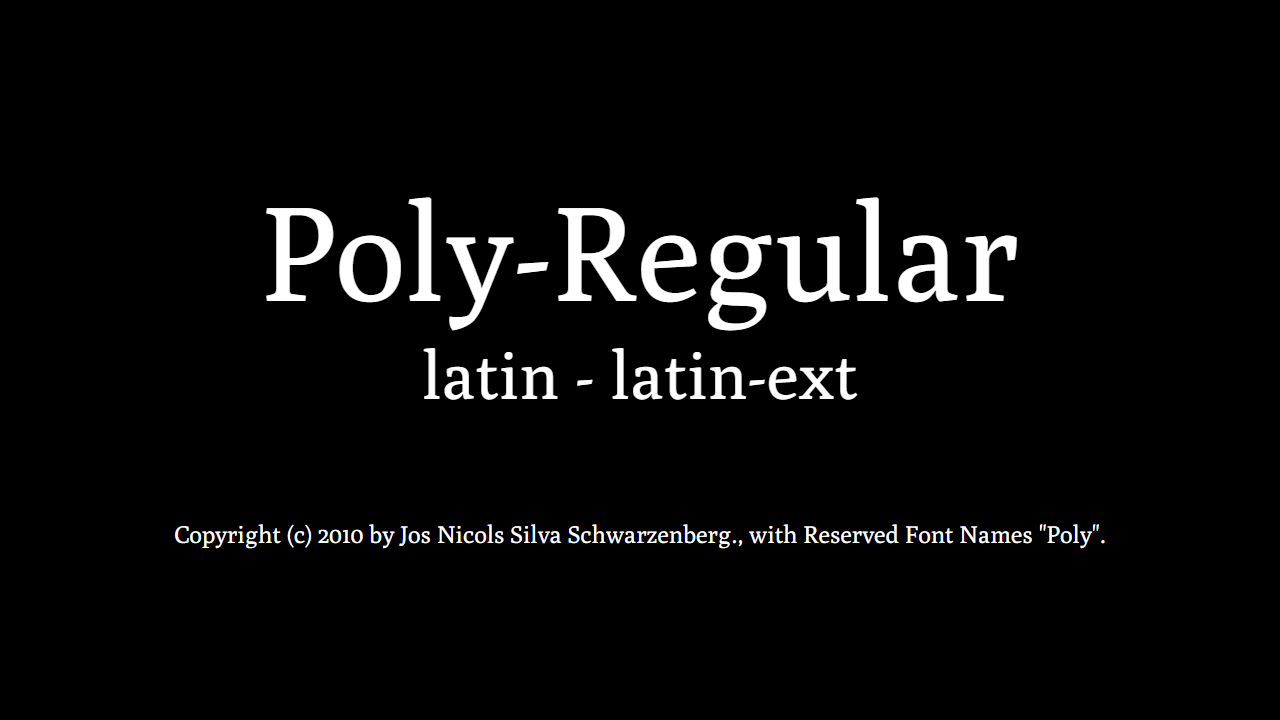 Poly-Regular
latin - latin-ext
Copyright (c) 2010 by Jos Nicols Silva Schwarzenberg., with Reserved Font Names "Poly".